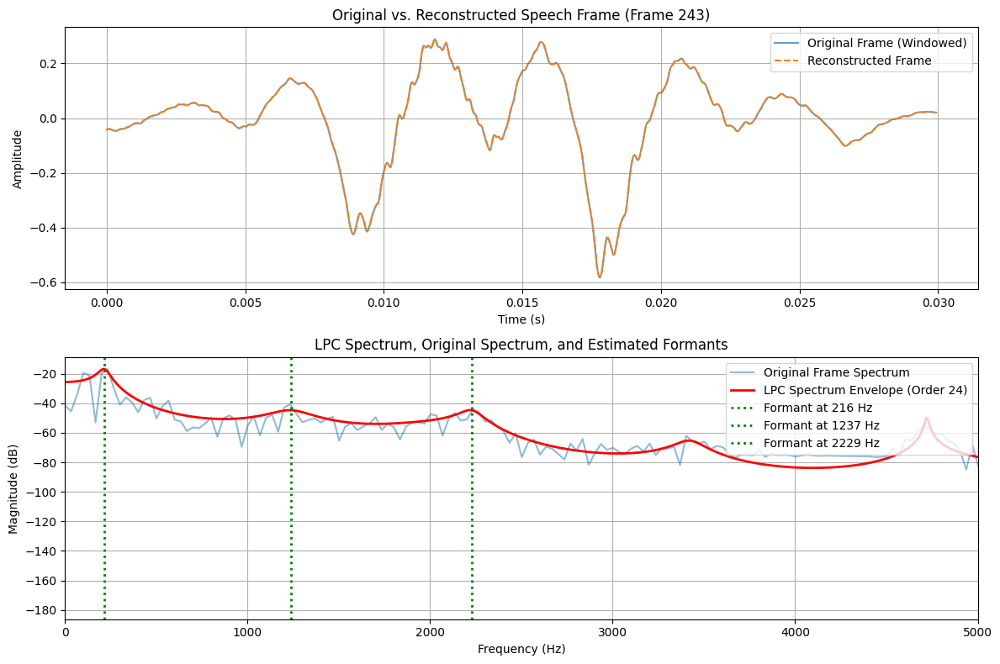 Original vs. Reconstructed Speech Frame (Frame 243)
Original Frame (Windowed)
Reconstructed Frame
Amplitude
0.2
0.0
−0.2
−0.4
−0.6
0.000 0.005 0.010 0.015 0.020 0.025 0.030
Time (s)
LPC Spectrum, Original Spectrum, and Estimated Formants
Original Frame Spectrum
LPC Spectrum Envelope (Order 24)
Formant at 216 Hz
Formant at 1237 Hz
Formant at 2229 Hz
Magnitude (dB)
−20
−40
−60
−80
−100
−120
−140
−160
−180
0 1000 2000 3000 4000 5000
Frequency (Hz)